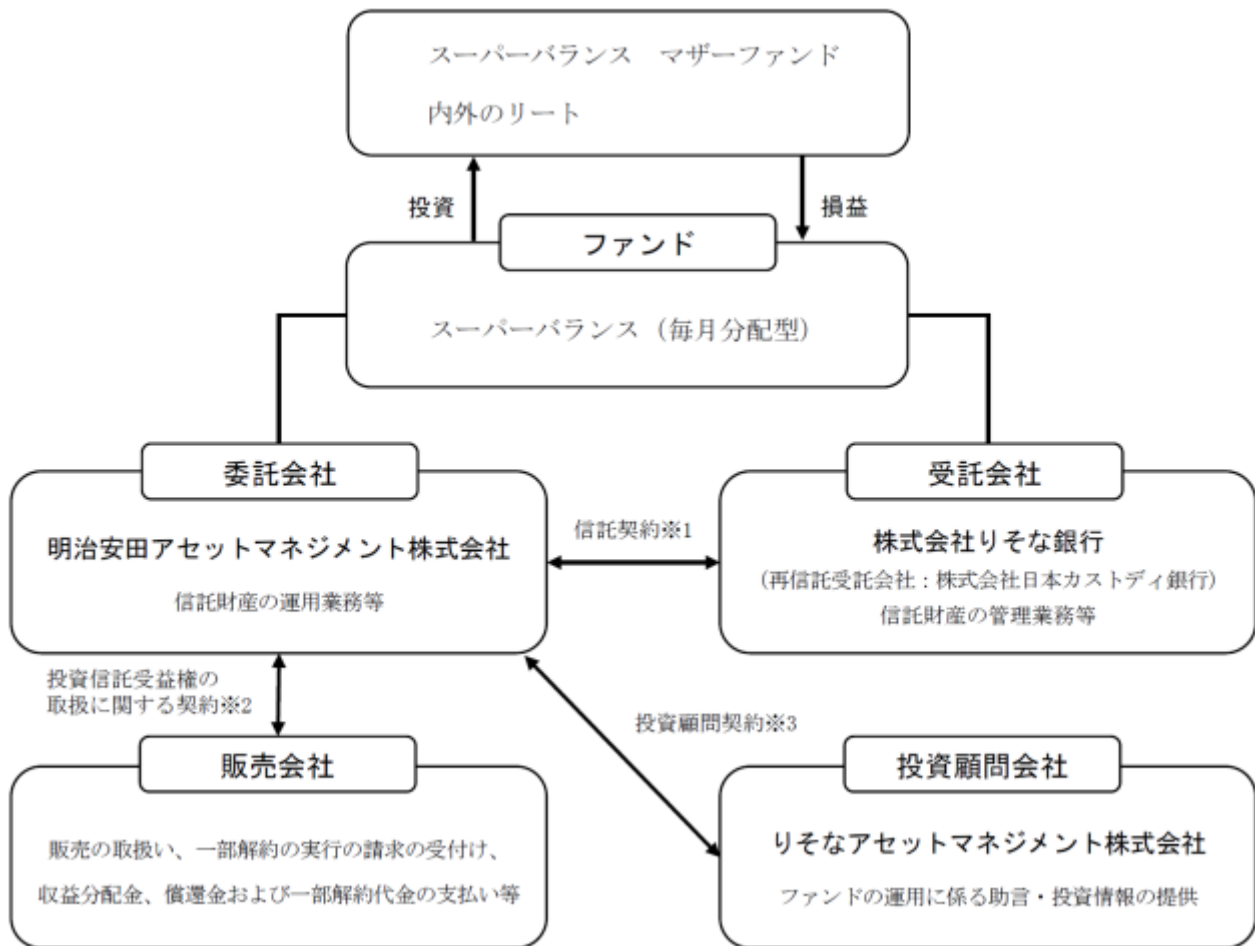 スーパーバランス　マザーファンド
内外のリート
投資
損益
ファンド
スーパーバランス（毎月分配型）
委託会社
明治安田アセットマネジメント株式会社
信託財産の運用業務等
信託契約※1
受託会社
株式会社りそな銀行
（再信託受託会社：株式会社日本カストディ銀行）
信託財産の管理業務等
投資信託受益権の
取扱に関する契約※2
投資顧問契約※3
販売会社
販売の取扱い、一部解約の実行の請求の受付け、
収益分配金、償還金および一部解約代金の支払い等
投資顧問会社
りそなアセットマネジメント株式会社
ファンドの運用に係る助言・投資情報の提供